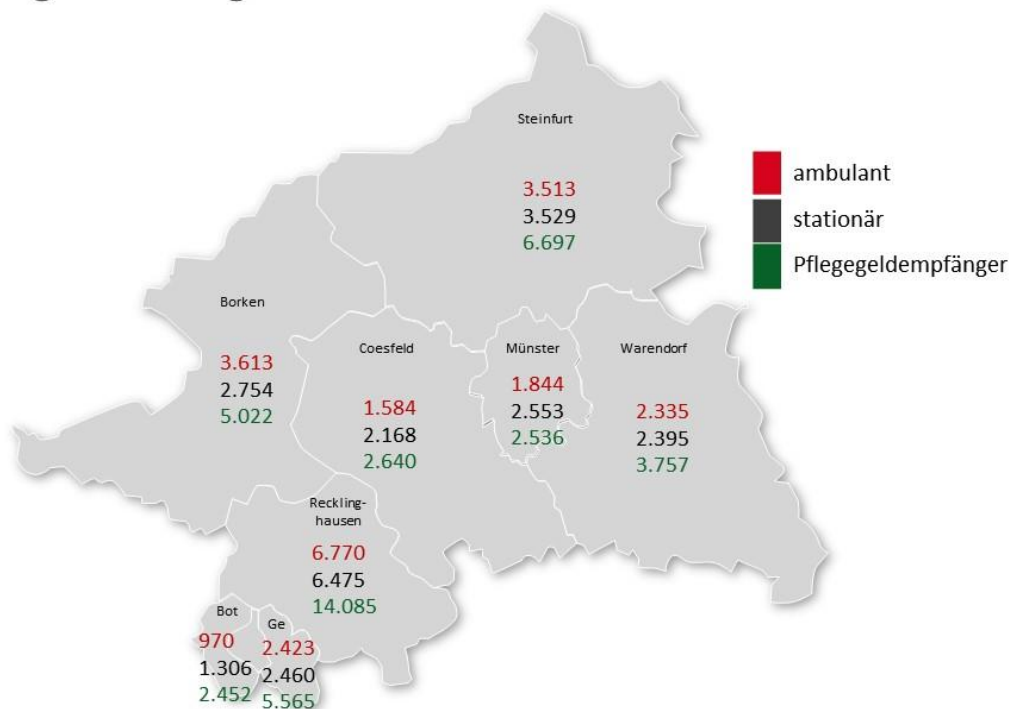 Steinfurt
3.513
3.529
6.697
ambulant
stationär
Pflegegeldempfänger
Borken
3.613
2.754
5.022
Coesfeld
1.584
2.168
2.640
Münster
1.844
2.553
2.536
Warendorf
2.335
2.395
3.757
Reckling-
hausen
6.770
6.475
14.085
Bot
970
1.306
2.452
Ge
2.423
2.460
5.565